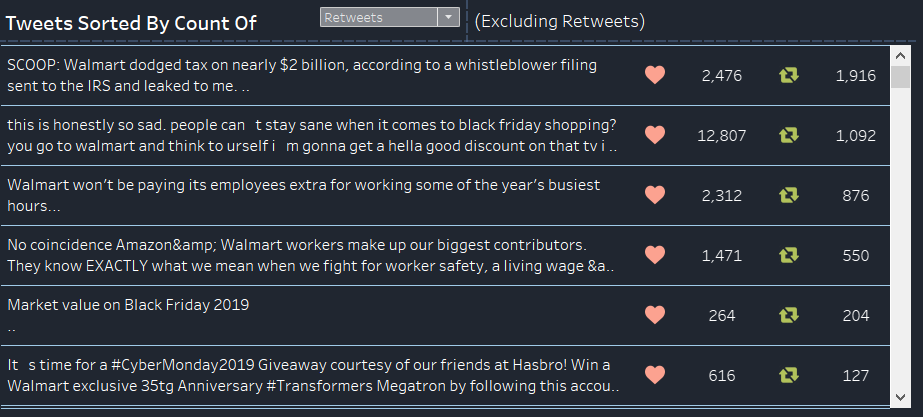 Tweets Sorted By Count Of Retweets (Excluding Retweets)
SCOOP: Walmart dodged tax on nearly $2 billion, according to a whistleblower filing
sent to the IRS and leaked to me. ..
2,476 1,916
this is honestly so sad. people can t stay sane when it comes to black friday shopping?
you go to walmart and think to urself i m gonna get a hella good discount on that tv i ..
12,807 1,092
Walmart won’t be paying its employees extra for working some of the year’s busiest
hours...
2,312 876
No coincidence Amazon&amp; Walmart workers make up our biggest contributors.
They know EXACTLY what we mean when we fight for worker safety, a living wage &a..
1,471 550
Market value on Black Friday 2019
..
264 204
It s time for a #CyberMonday2019 Giveaway courtesy of our friends at Hasbro! Win a
Walmart exclusive 35tg Anniversary #Transformers Megatron by following this accou..
616 127